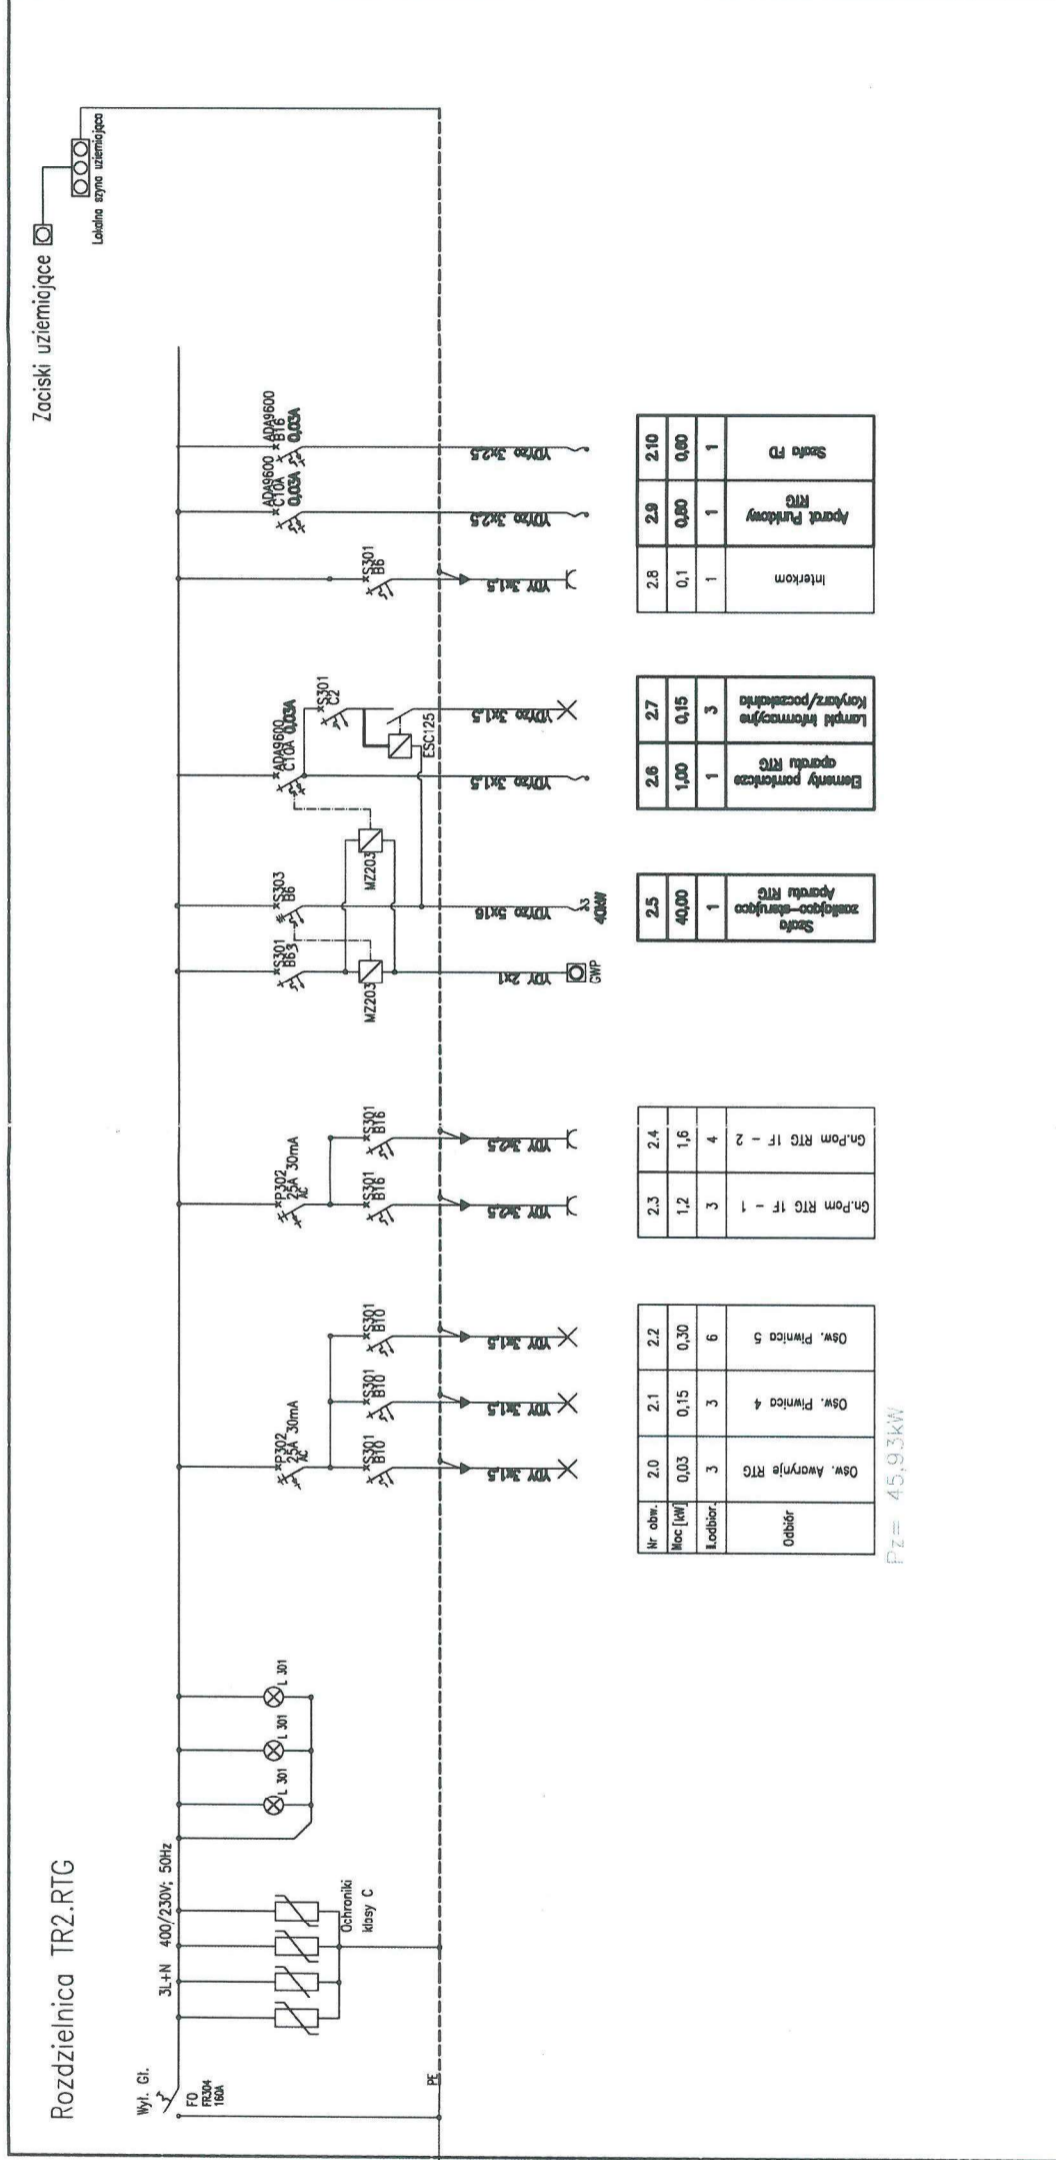 Rozdzielnica TR2.RTG
Zaciski uziemiające
Lokalna szyna uziemiająca
Wył. Gł.
FO
FR304
160A
3L+N 400/230V; 50Hz
Ochroniki
klasy C
L 301
L 301
L 301
PE
P302
25A 30mA
AC
S301
B10
S301
B10
S301
B10
YDY 3x1,5
YDY 3x1,5
YDY 3x1,5
P302
25A 30mA
AC
S301
B16
S301
B16
YDY 3x2,5
YDY 3x2,5
S301
B63
MZ203
YDY 2x1
GWP
S303
B6
YDYżo 5x16
40kW
MZ203
ADA9600
C10A 0,03A
YDYżo 3x1,5
S301
C2
ESC125
YDYżo 3x1,5
S301
B6
YDY 3x1,5
ADA9600
C10A
0,03A
YDYżo 3x2,5
ADA9600
B16
0,03A
YDYżo 3x2,5
Nr obw. 2.0 2.1 2.2 2.3 2.4 2.5 2.6 2.7 2.8 2.9 2.10
Moc [kW] 0,03 0,15 0,30 1,2 1,6 40,00 1,00 0,15 0,1 0,60 0,60
Il.odbior. 3 3 6 3 4 1 1 3 1 1 1
Odbiór
Ośw. Awaryjne RTG
Ośw. Piwnica 4
Ośw. Piwnica 5
Gn.Pom RTG 1F - 1
Gn.Pom RTG 1F - 2
Szafa
zasilająco-sterująca
Aparatu RTG
Elementy pomicnicze
aparatu RTG
Lampki informacyjne
Korytarz/poczekalnia
Interkom
Aparat Punktowy
RTG
Szafa FD
Pz= 45,93kW